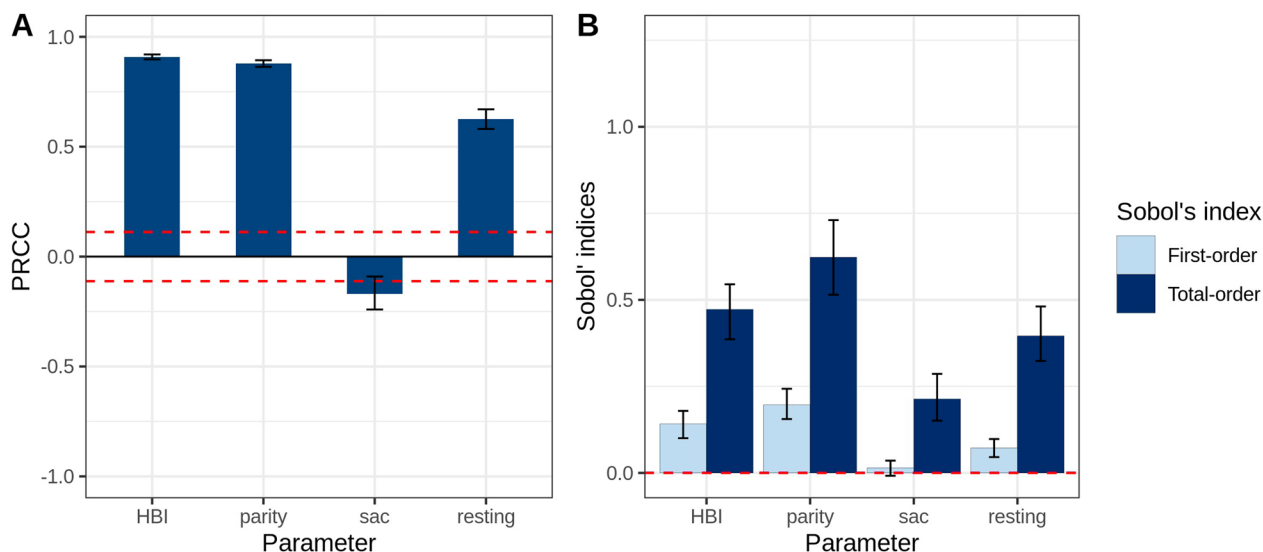 A
1.0
0.5
0.0
-0.5
-1.0
PRCC
HBI parity sac resting
Parameter
B
1.0
0.5
0.0
Sobol' indices
HBI parity sac resting
Parameter
Sobol's index
First-order
Total-order